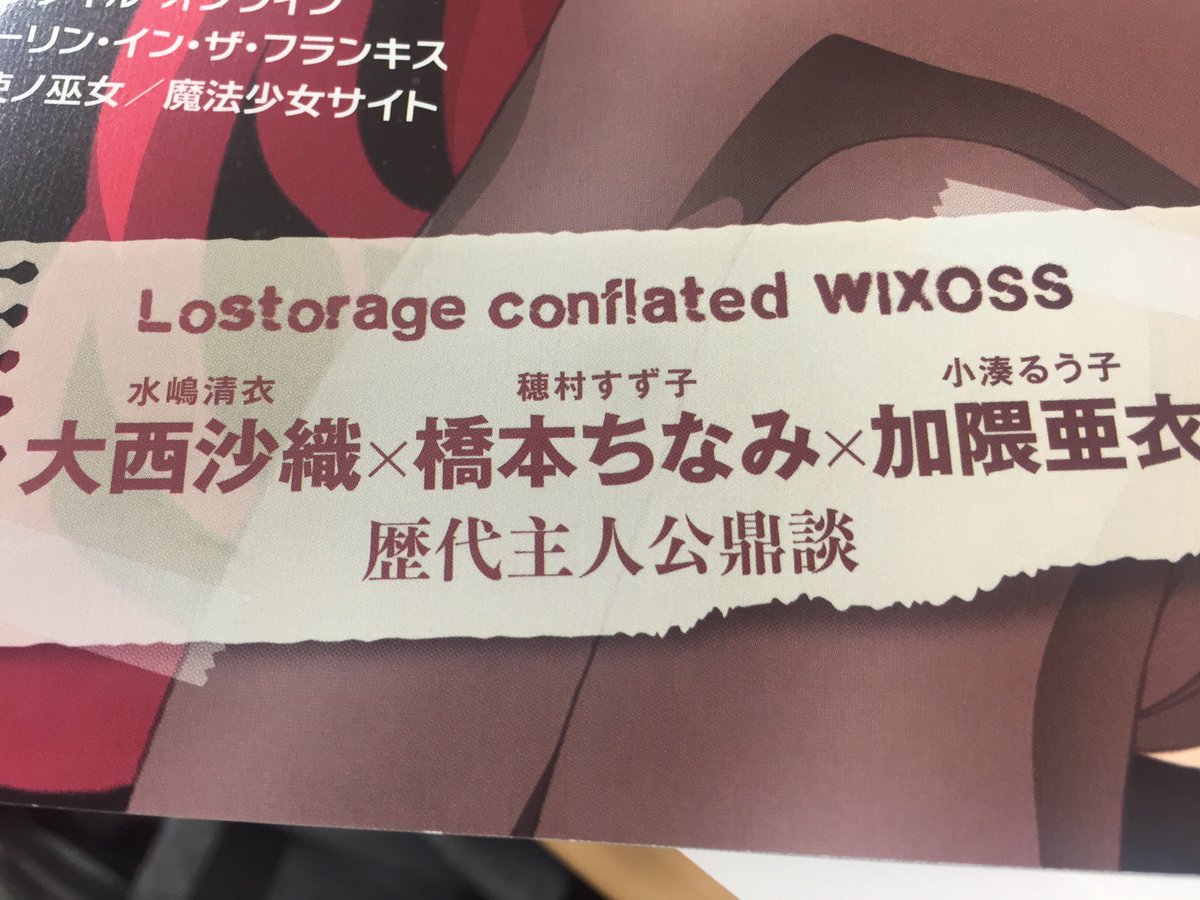 ーリン・イン・ザ・フランキス
ノ巫女／魔法少女サイト
Lostorage conflated WIXOSS
水嶋清衣 穂村すず子 小湊るう子
大西沙織×橋本ちなみ×加隈亜衣
歴代主人公鼎談